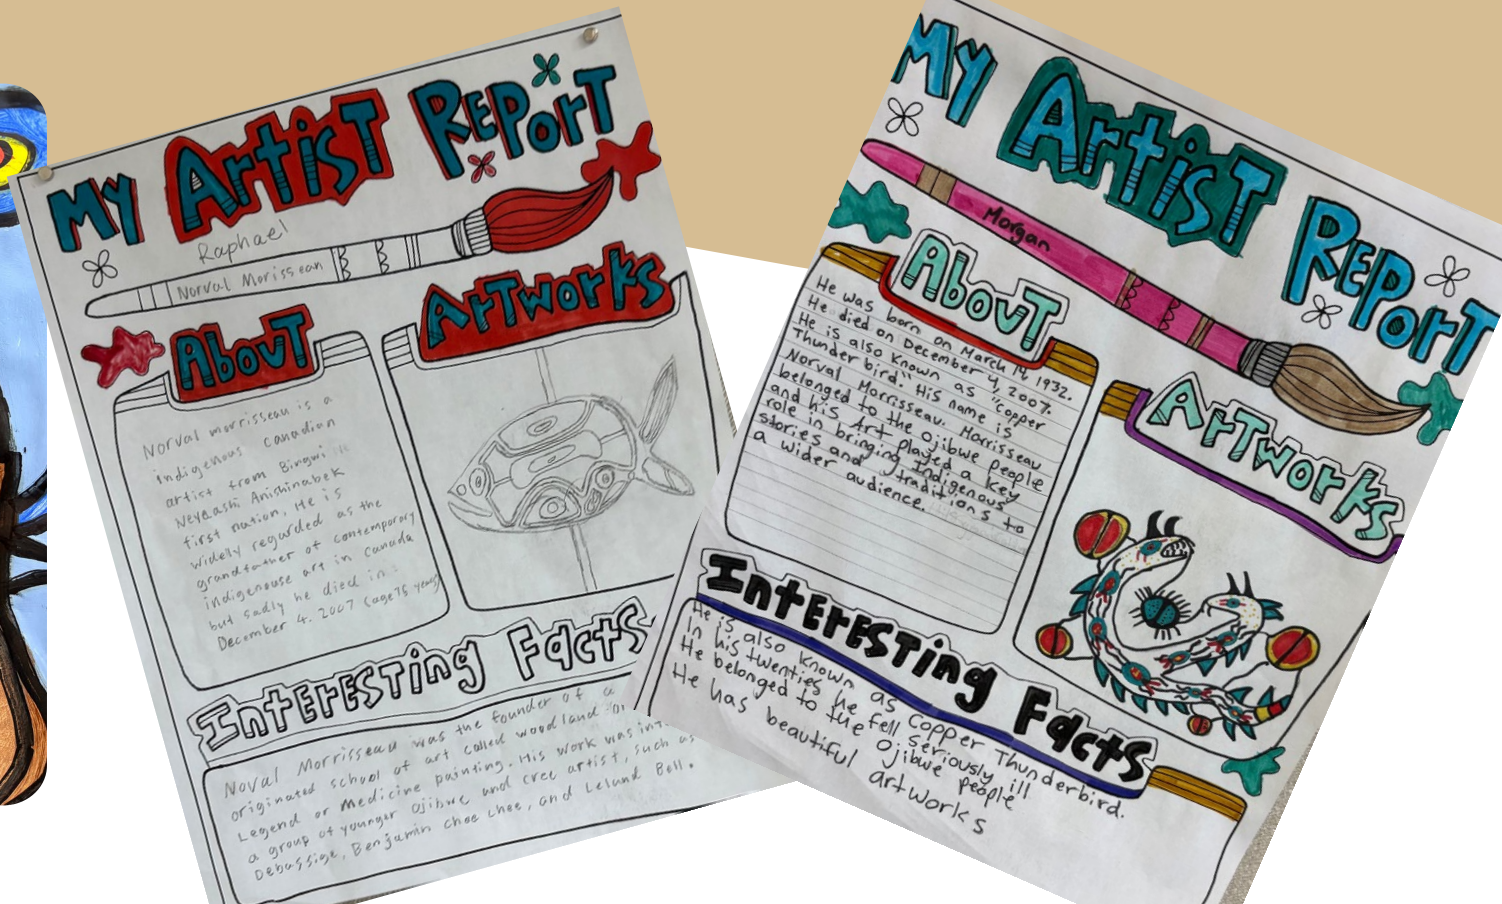 My Artist Report
Raphael
Norval Morissean
About
Artworks
Norval morrisseau is a
indigenous Canadian
artist from Bingwi
Neyaashi Anishinabek
first nation, He is
widely regarded as the
grandfather of contemporary
indigenouse art in canada
but sadly he died in
December 4, 2007 (age 75 years)
Interesting Facts
Noval Morrisseau was the founder of a
originated school of art called woodland or
Legend or medicine painting. His work was
a group of younger Ojibwe and cree artist, such as
Debassige, Benjamin chee chee, and Leland Bell.
My Artist Report
Morgan
About
Artworks
He was born on March 14, 1932.
He died on December 4, 2007.
He is also known as "Copper
Thunder bird." His name is
Norval Morrisseau. Morrisseau
belonged to the Ojibwe people
and his Art played a key
role in bringing Indigenous
stories and traditions to
a wider audience.
Interesting Facts
He is also known as Copper Thunderbird.
In his twenties he fell seriously ill
He belonged to the Ojibwe people
He has beautiful artworks